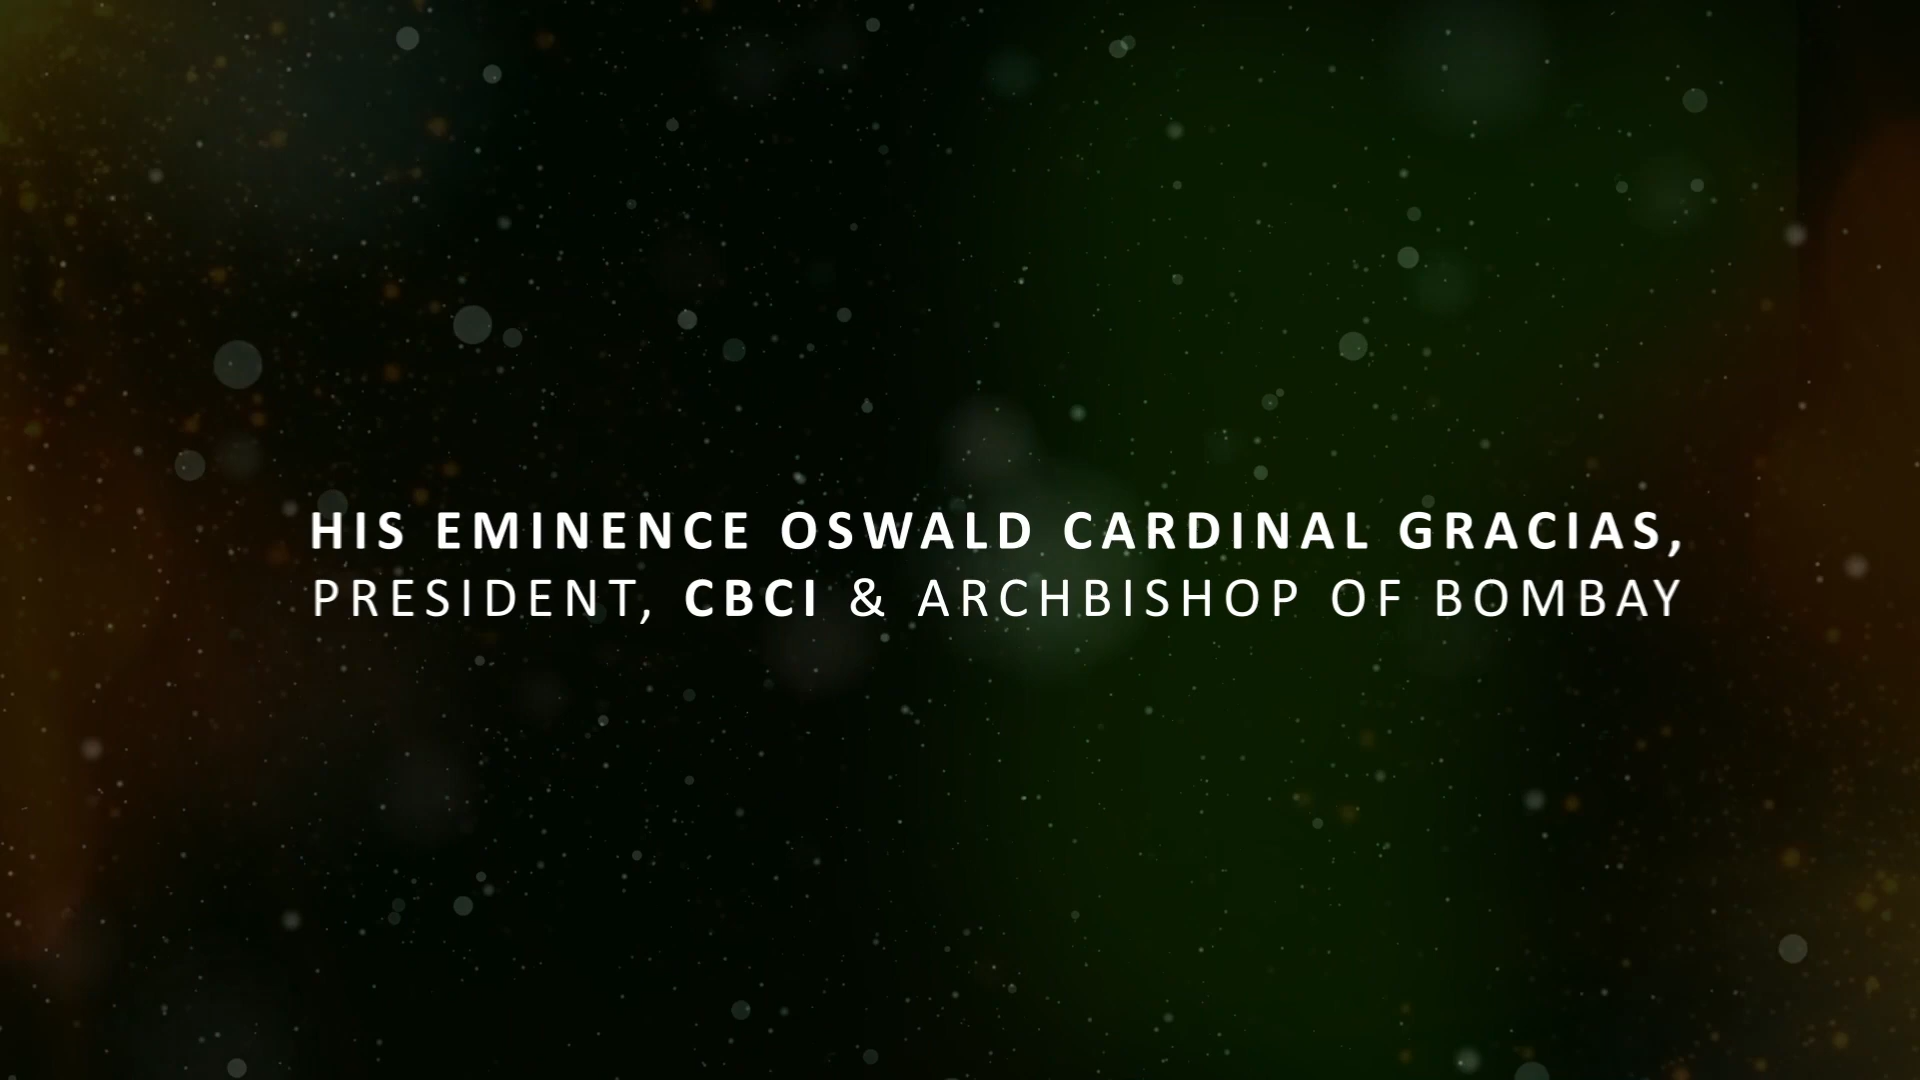 HIS EMINENCE OSWALD CARDINAL GRACIAS,
PRESIDENT, CBCI & ARCHBISHOP OF BOMBAY